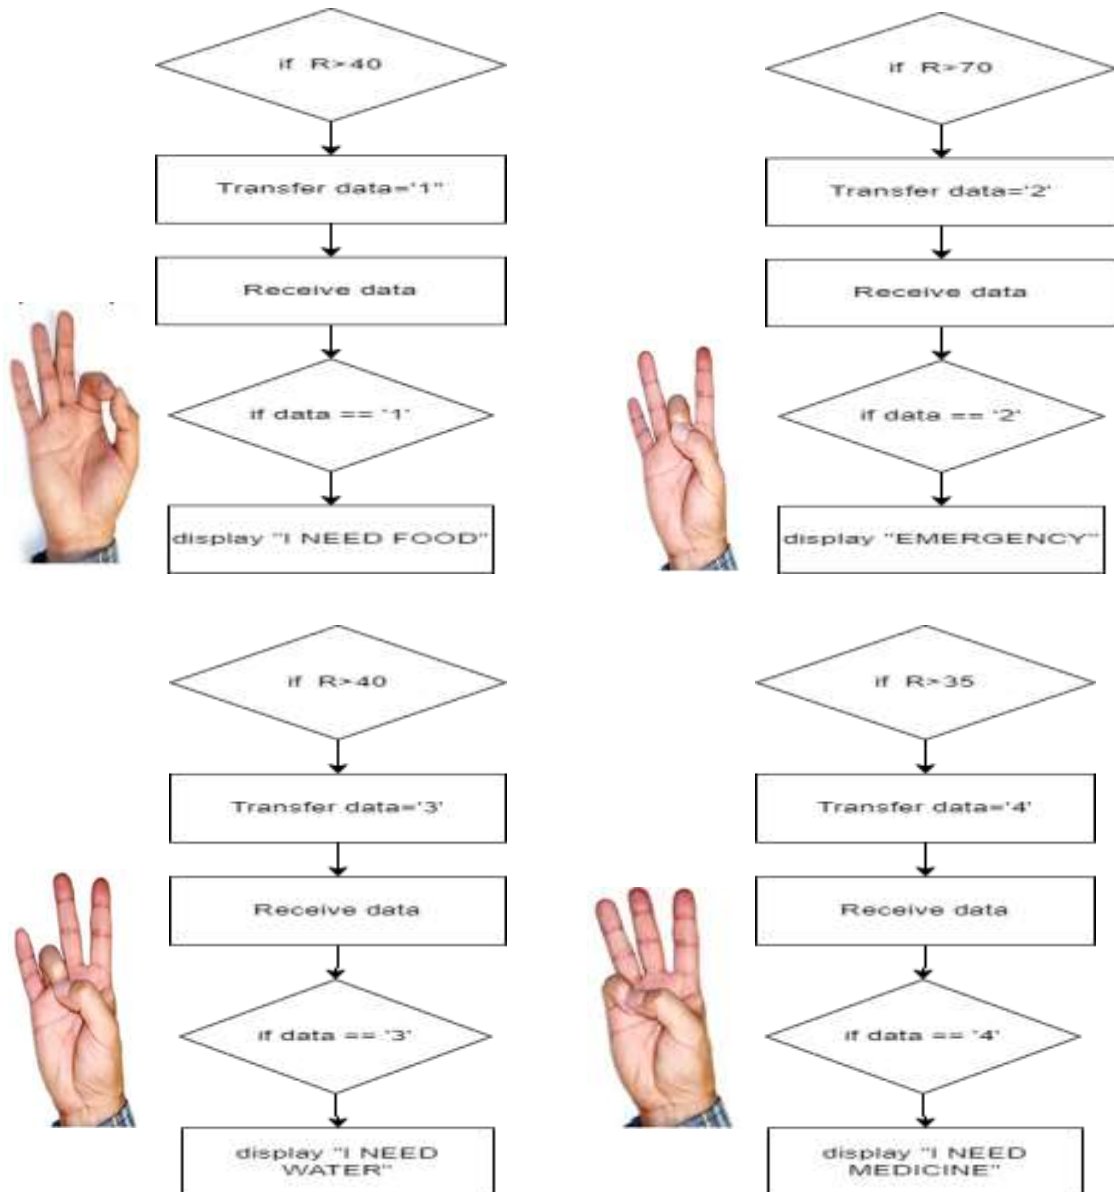 if R>40
Transfer data='1"
Receive data
if data == '1'
display "I NEED FOOD"
if R>70
Transfer data='2'
Receive data
if data == '2'
display "EMERGENCY"
if R>40
Transfer data='3'
Receive data
if data == '3'
display "I NEED
WATER"
if R>35
Transfer data='4'
Receive data
if data == '4'
display "I NEED
MEDICINE"